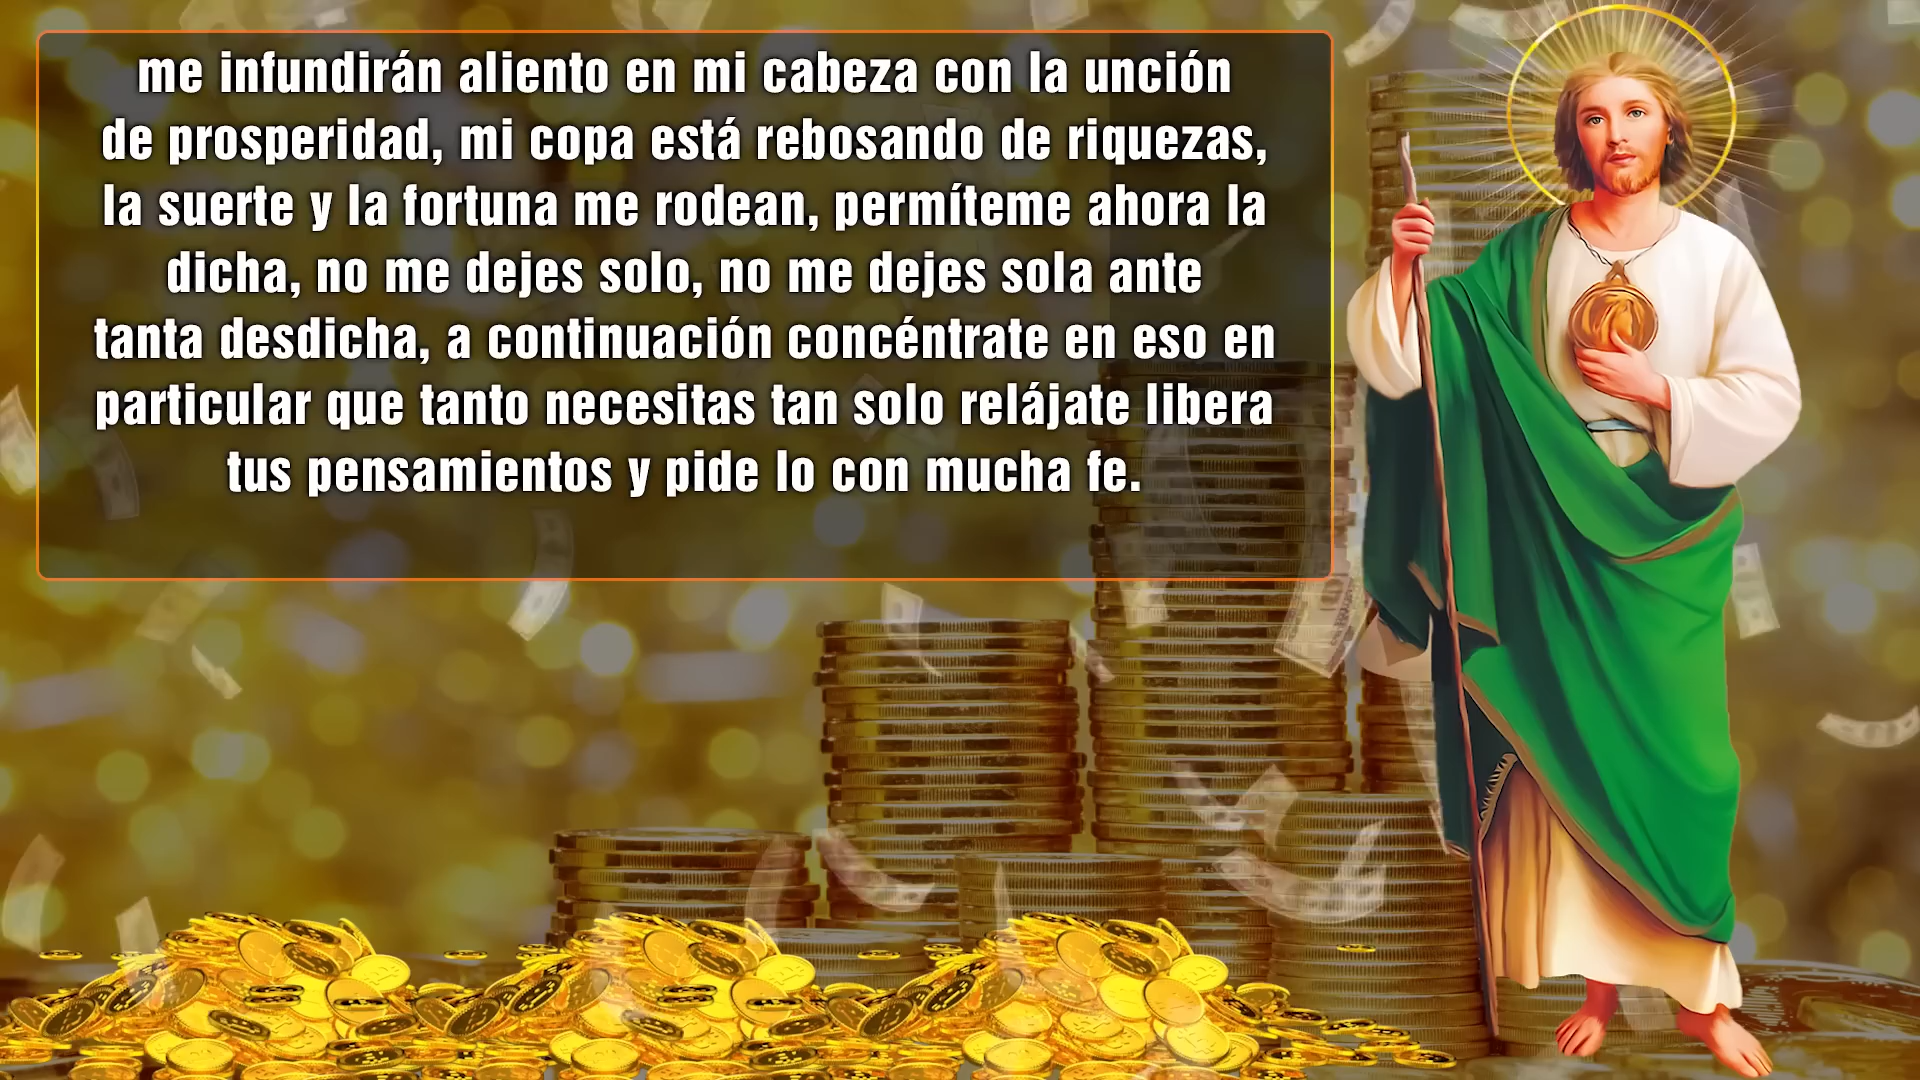 me infundirán aliento en mi cabeza con la unción
de prosperidad, mi copa está rebosando de riquezas,
la suerte y la fortuna me rodean, permíteme ahora la
dicha, no me dejes solo, no me dejes sola ante
tanta desdicha, a continuación concéntrate en eso en
particular que tanto necesitas tan solo relájate libera
tus pensamientos y pide lo con mucha fe.